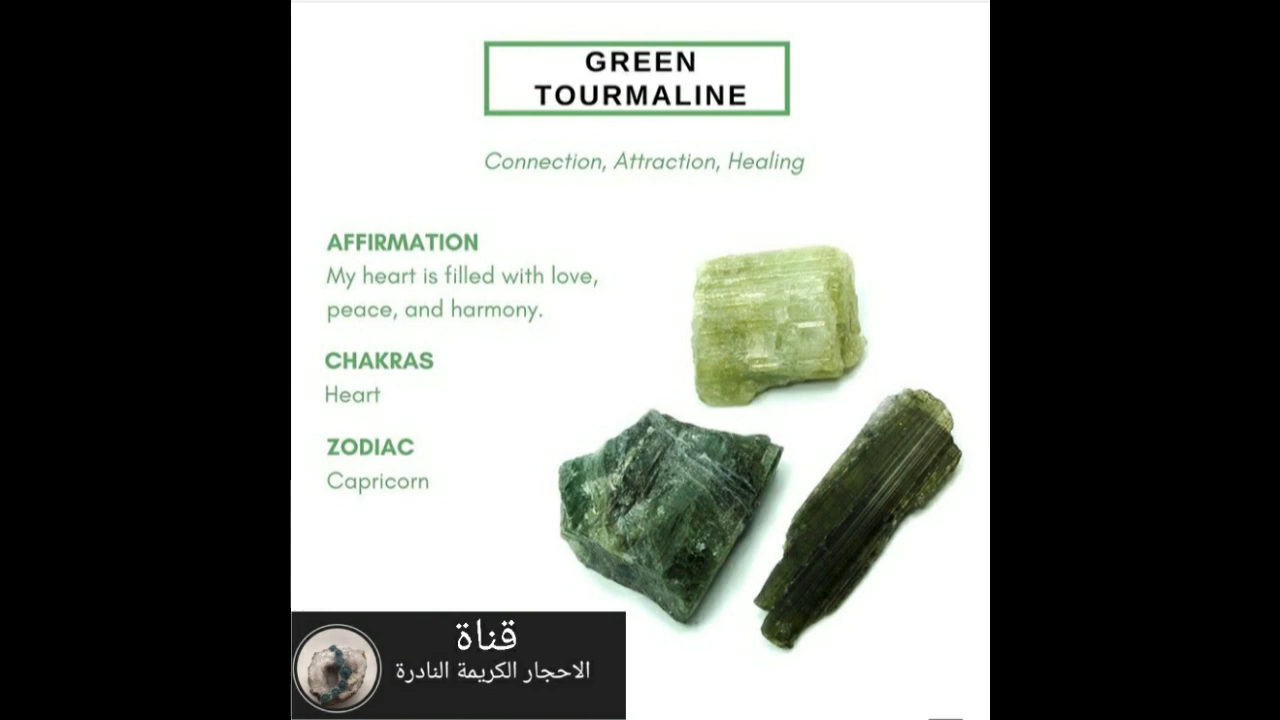 GREEN
TOURMALINE
Connection, Attraction, Healing
AFFIRMATION
My heart is filled with love,
peace, and harmony.
CHAKRAS
Heart
ZODIAC
Capricorn
قناة
الاحجار الكريمة النادرة